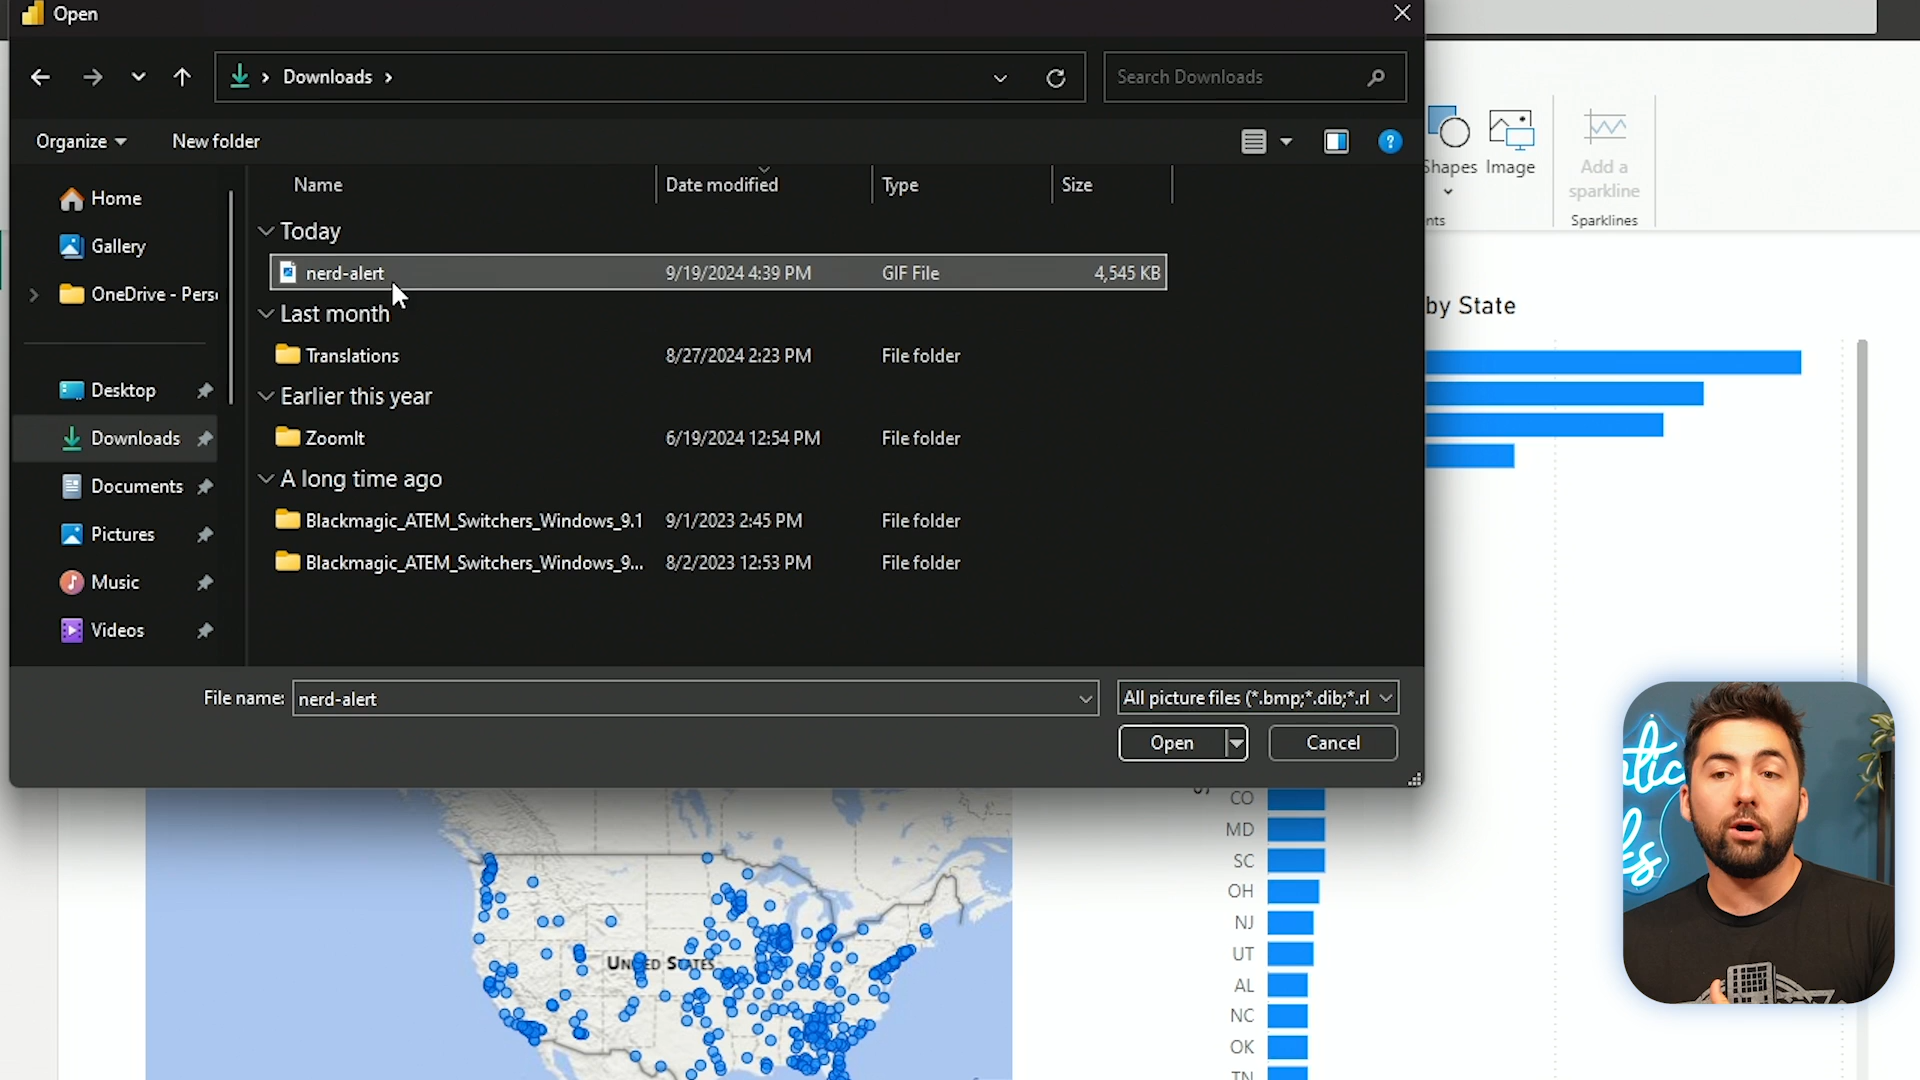 Open
Downloads
Search Downloads
Organize
New folder
Name
Date modified
Type
Size
Home
Gallery
OneDrive - Pers
Desktop
Downloads
Documents
Pictures
Music
Videos
Today
nerd-alert 9/19/2024 4:39 PM GIF File 4,545 KB
Last month
Translations 8/27/2024 2:23 PM File folder
Earlier this year
ZoomIt 6/19/2024 12:54 PM File folder
A long time ago
Blackmagic_ATEM_Switchers_Windows_9.1 9/1/2023 2:45 PM File folder
Blackmagic_ATEM_Switchers_Windows_9... 8/2/2023 12:53 PM File folder
File name: nerd-alert
All picture files (*.bmp;*.dib;*.rl
Open
Cancel
Shapes
Image
Add a
sparkline
nts
Sparklines
by State
CO
MD
SC
OH
NJ
UT
AL
NC
OK
TN
UNITED STATES
tic